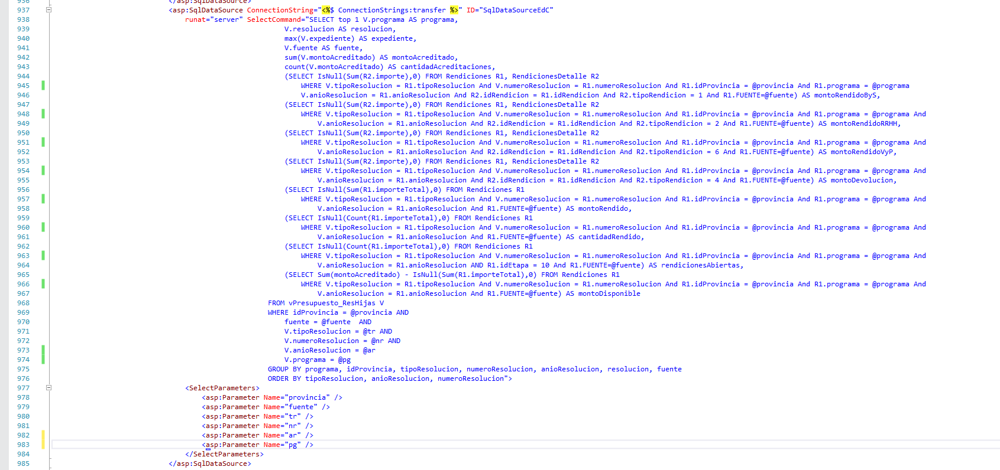 936 </asp:SqlDataSource>
937 <asp:SqlDataSource ConnectionString="<%$ ConnectionStrings:transfer %>" ID="SqlDataSourceEdC"
938 runat="server" SelectCommand="SELECT top 1 V.programa AS programa,
939 V.resolucion AS resolucion,
940 max(V.expediente) AS expediente,
941 V.fuente AS fuente,
942 sum(V.montoAcreditado) AS montoAcreditado,
943 count(V.montoAcreditado) AS cantidadAcreditaciones,
944 (SELECT IsNull(Sum(R2.importe),0) FROM Rendiciones R1, RendicionesDetalle R2
945 WHERE V.tipoResolucion = R1.tipoResolucion And V.numeroResolucion = R1.numeroResolucion And R1.idProvincia = @provincia And R1.programa = @programa
946 V.anioResolucion = R1.anioResolucion And R2.idRendicion = R1.idRendicion And R2.tipoRendicion = 1 And R1.FUENTE=@fuente) AS montoRendidoByS,
947 (SELECT IsNull(Sum(R2.importe),0) FROM Rendiciones R1, RendicionesDetalle R2
948 WHERE V.tipoResolucion = R1.tipoResolucion And V.numeroResolucion = R1.numeroResolucion And R1.idProvincia = @provincia And R1.programa = @programa And
949 V.anioResolucion = R1.anioResolucion And R2.idRendicion = R1.idRendicion And R2.tipoRendicion = 2 And R1.FUENTE=@fuente) AS montoRendidoRRHH,
950 (SELECT IsNull(Sum(R2.importe),0) FROM Rendiciones R1, RendicionesDetalle R2
951 WHERE V.tipoResolucion = R1.tipoResolucion And V.numeroResolucion = R1.numeroResolucion And R1.idProvincia = @provincia And R1.programa = @programa And
952 V.anioResolucion = R1.anioResolucion And R2.idRendicion = R1.idRendicion And R2.tipoRendicion = 6 And R1.FUENTE=@fuente) AS montoRendidoVyP,
953 (SELECT IsNull(Sum(R2.importe),0) FROM Rendiciones R1, RendicionesDetalle R2
954 WHERE V.tipoResolucion = R1.tipoResolucion And V.numeroResolucion = R1.numeroResolucion And R1.idProvincia = @provincia And R1.programa = @programa And
955 V.anioResolucion = R1.anioResolucion And R2.idRendicion = R1.idRendicion And R2.tipoRendicion = 4 And R1.FUENTE=@fuente) AS montoDevolucion,
956 (SELECT IsNull(Sum(R1.importeTotal),0) FROM Rendiciones R1
957 WHERE V.tipoResolucion = R1.tipoResolucion And V.numeroResolucion = R1.numeroResolucion And R1.idProvincia = @provincia And R1.programa = @programa And
958 V.anioResolucion = R1.anioResolucion And R1.FUENTE=@fuente) AS montoRendido,
959 (SELECT IsNull(Count(R1.importeTotal),0) FROM Rendiciones R1
960 WHERE V.tipoResolucion = R1.tipoResolucion And V.numeroResolucion = R1.numeroResolucion And R1.idProvincia = @provincia And R1.programa = @programa And
961 V.anioResolucion = R1.anioResolucion And R1.FUENTE=@fuente) AS cantidadRendido,
962 (SELECT IsNull(Count(R1.importeTotal),0) FROM Rendiciones R1
963 WHERE V.tipoResolucion = R1.tipoResolucion And V.numeroResolucion = R1.numeroResolucion And R1.idProvincia = @provincia And R1.programa = @programa And
964 V.anioResolucion = R1.anioResolucion AND R1.idEtapa = 10 And R1.FUENTE=@fuente) AS rendicionesAbiertas,
965 (SELECT Sum(montoAcreditado) - IsNull(Sum(R1.importeTotal),0) FROM Rendiciones R1
966 WHERE V.tipoResolucion = R1.tipoResolucion And V.numeroResolucion = R1.numeroResolucion And R1.idProvincia = @provincia And R1.programa = @programa And
967 V.anioResolucion = R1.anioResolucion And R1.FUENTE=@fuente) AS montoDisponible
968 FROM vPresupuesto_ResHijas V
969 WHERE idProvincia = @provincia AND
970 fuente = @fuente  AND
971 V.tipoResolucion = @tr AND
972 V.numeroResolucion = @nr AND
973 V.anioResolucion = @ar
974 V.programa = @pg
975 GROUP BY programa, idProvincia, tipoResolucion, numeroResolucion, anioResolucion, resolucion, fuente
976 ORDER BY tipoResolucion, anioResolucion, numeroResolucion">
977 <SelectParameters>
978 <asp:Parameter Name="provincia" />
979 <asp:Parameter Name="fuente" />
980 <asp:Parameter Name="tr" />
981 <asp:Parameter Name="nr" />
982 <asp:Parameter Name="ar" />
983 <asp:Parameter Name="pg" />
984 </SelectParameters>
985 </asp:SqlDataSource>